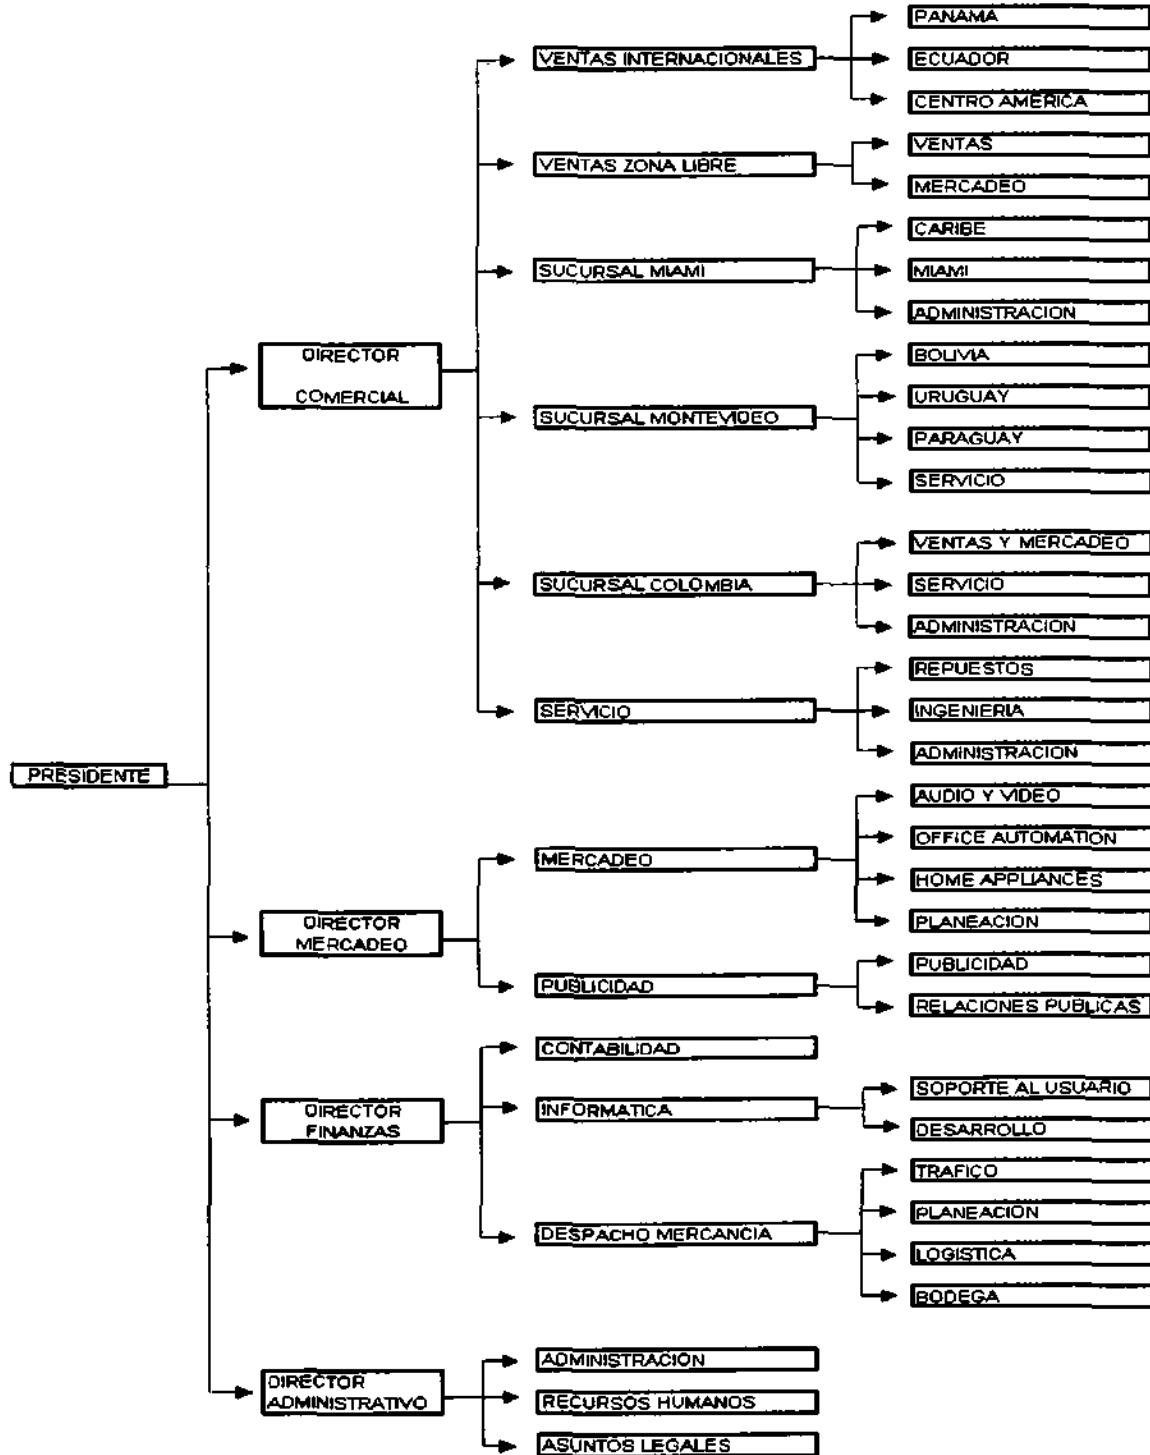 PRESIDENTE
DIRECTOR
COMERCIAL
VENTAS INTERNACIONALES
PANAMA
ECUADOR
CENTRO AMERICA
VENTAS ZONA LIBRE
VENTAS
MERCADEO
SUCURSAL MIAMI
CARIBE
MIAMI
ADMINISTRACION
SUCURSAL MONTEVIDEO
BOLIVIA
URUGUAY
PARAGUAY
SERVICIO
SUCURSAL COLOMBIA
VENTAS Y MERCADEO
SERVICIO
ADMINISTRACION
SERVICIO
REPUESTOS
INGENIERIA
ADMINISTRACION
DIRECTOR
MERCADEO
MERCADEO
AUDIO Y VIDEO
OFFICE AUTOMATION
HOME APPLIANCES
PLANEACION
PUBLICIDAD
PUBLICIDAD
RELACIONES PUBLICAS
DIRECTOR
FINANZAS
CONTABILIDAD
INFORMATICA
SOPORTE AL USUARIO
DESARROLLO
DESPACHO MERCANCIA
TRAFICO
PLANEACION
LOGISTICA
BODEGA
DIRECTOR
ADMINISTRATIVO
ADMINISTRACION
RECURSOS HUMANOS
ASUNTOS LEGALES